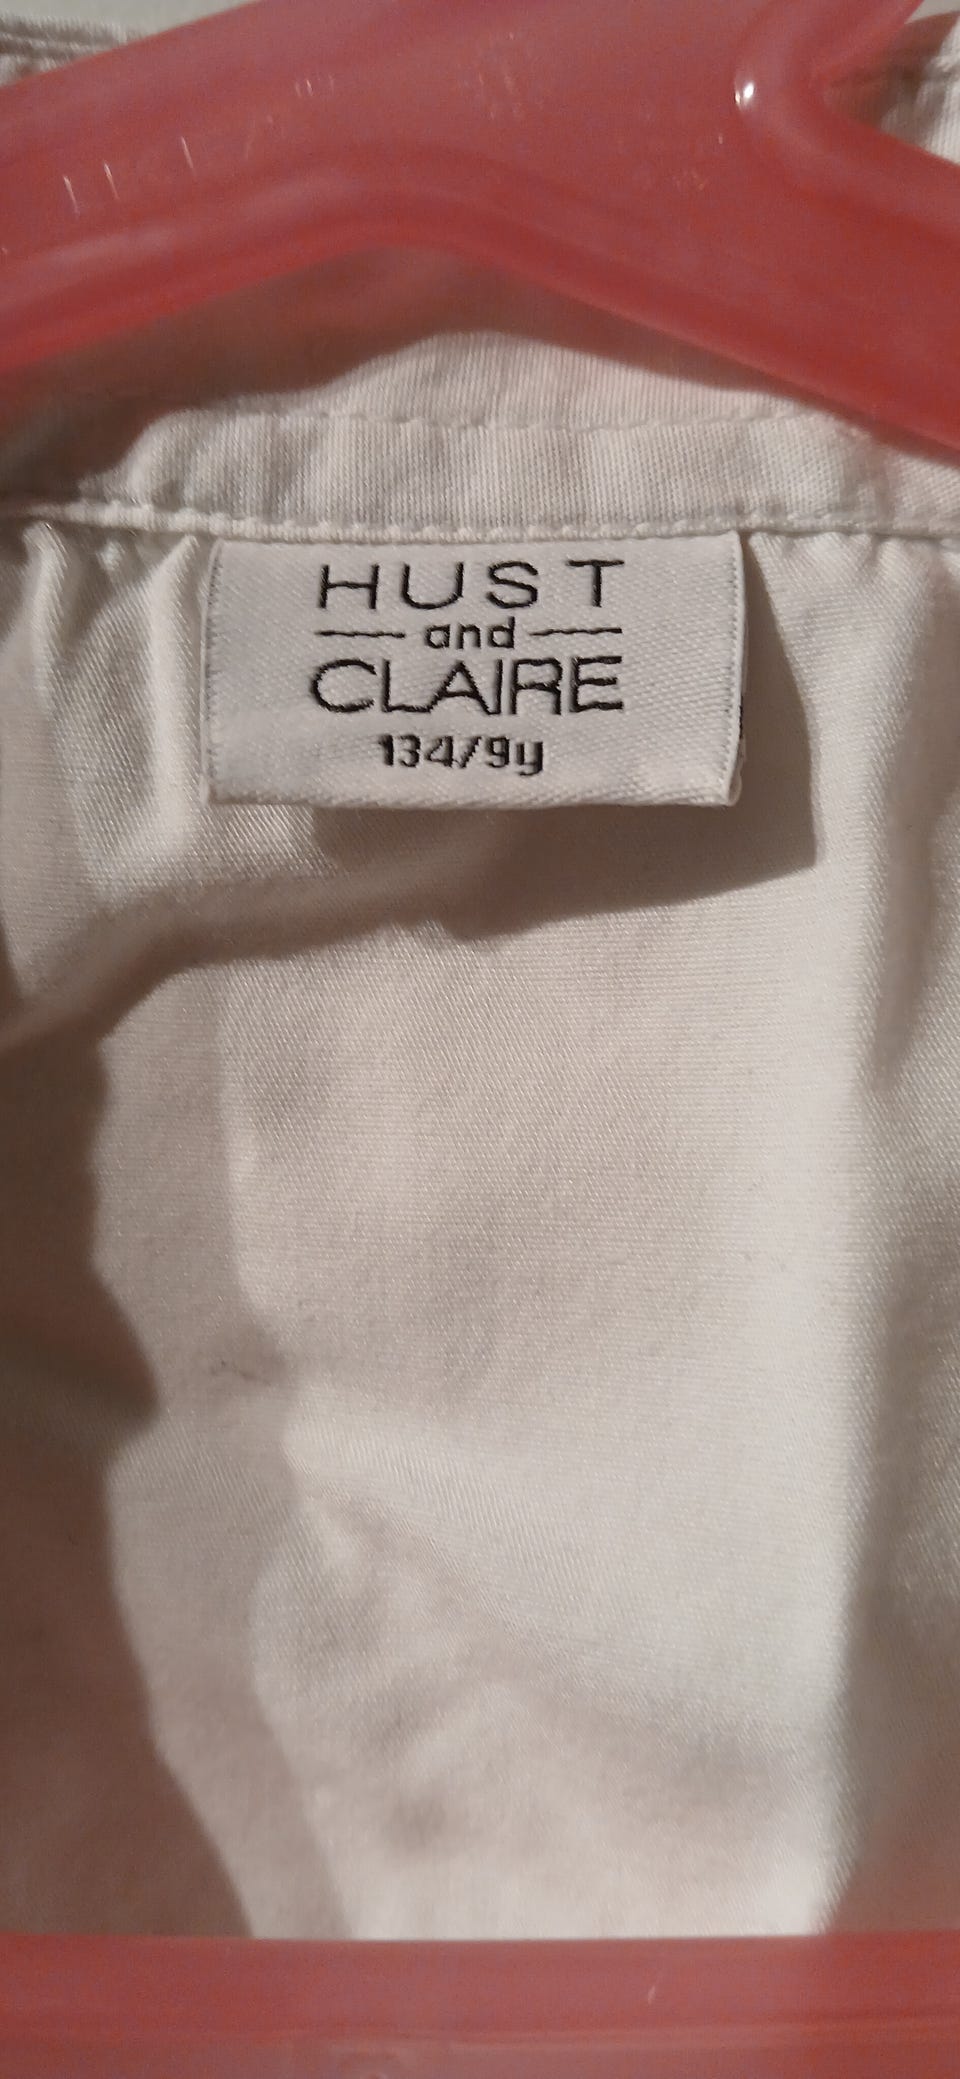 HUST
and
CLAIRE
134/9y